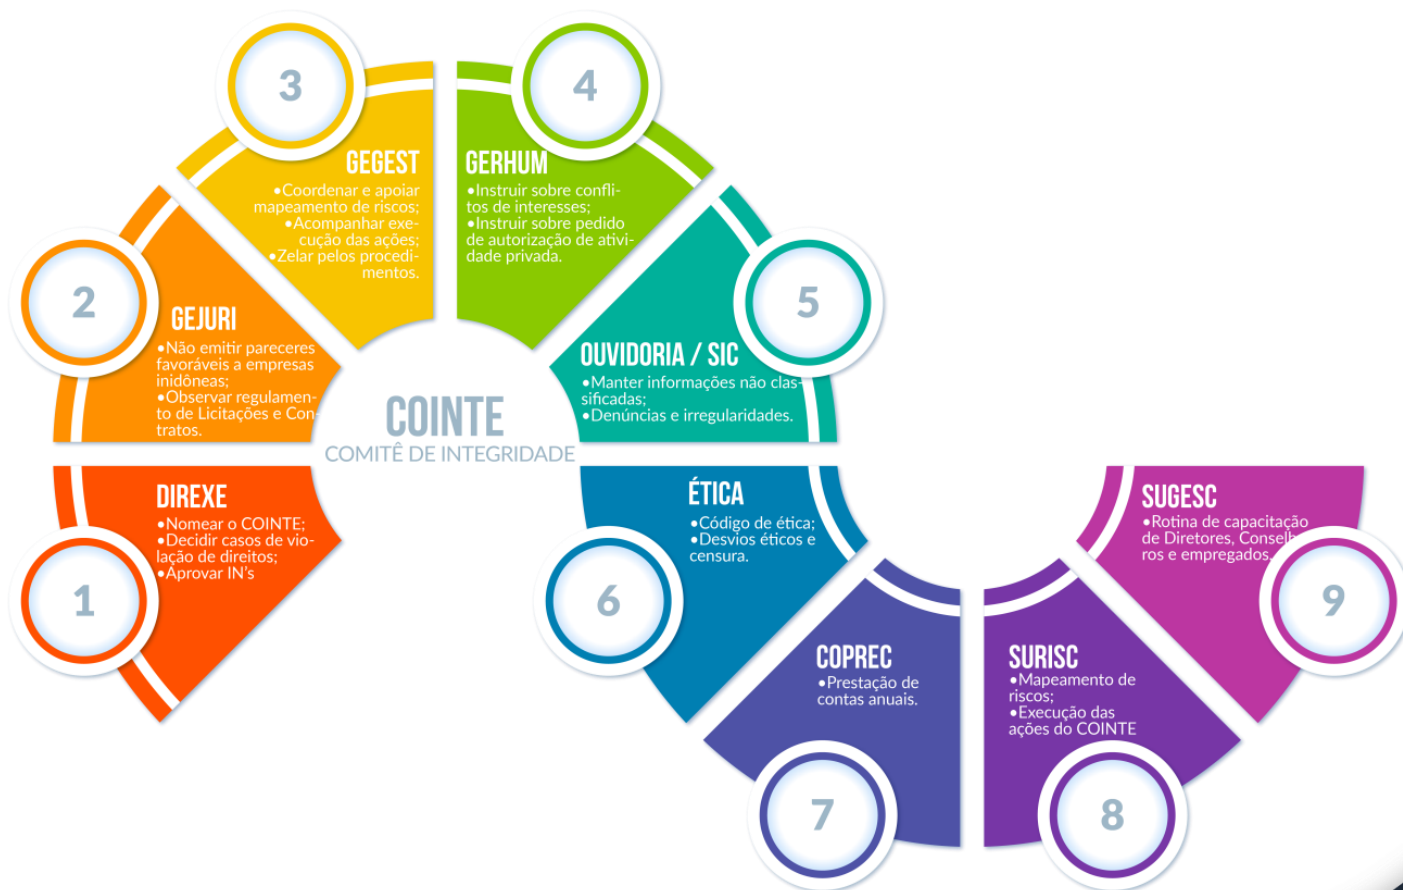 1
DIREXE
•Nomear o COINTE;
•Decidir casos de vio-
lação de direitos;
•Aprovar IN's
2
GEJURI
•Não emitir pareceres
favoráveis a empresas
inidôneas;
•Observar regulamen-
to de Licitações e Con-
tratos.
3
GEGEST
•Coordenar e apoiar
mapeamento de riscos;
•Acompanhar exe-
cução das ações;
•Zelar pelos procedi-
mentos.
4
GERHUM
•Instruir sobre confli-
tos de interesses;
•Instruir sobre pedido
de autorização de ativi-
dade privada.
5
OUVIDORIA / SIC
•Manter informações não clas-
sificadas;
•Denúncias e irregularidades.
COINTE
COMITÊ DE INTEGRIDADE
6
ÉTICA
•Código de ética;
•Desvios éticos e
censura.
7
COPREC
•Prestação de
contas anuais.
8
SURISC
•Mapeamento de
riscos;
•Execução das
ações do COINTE
9
SUGESC
•Rotina de capacitação
de Diretores, Conselhei-
ros e empregados.